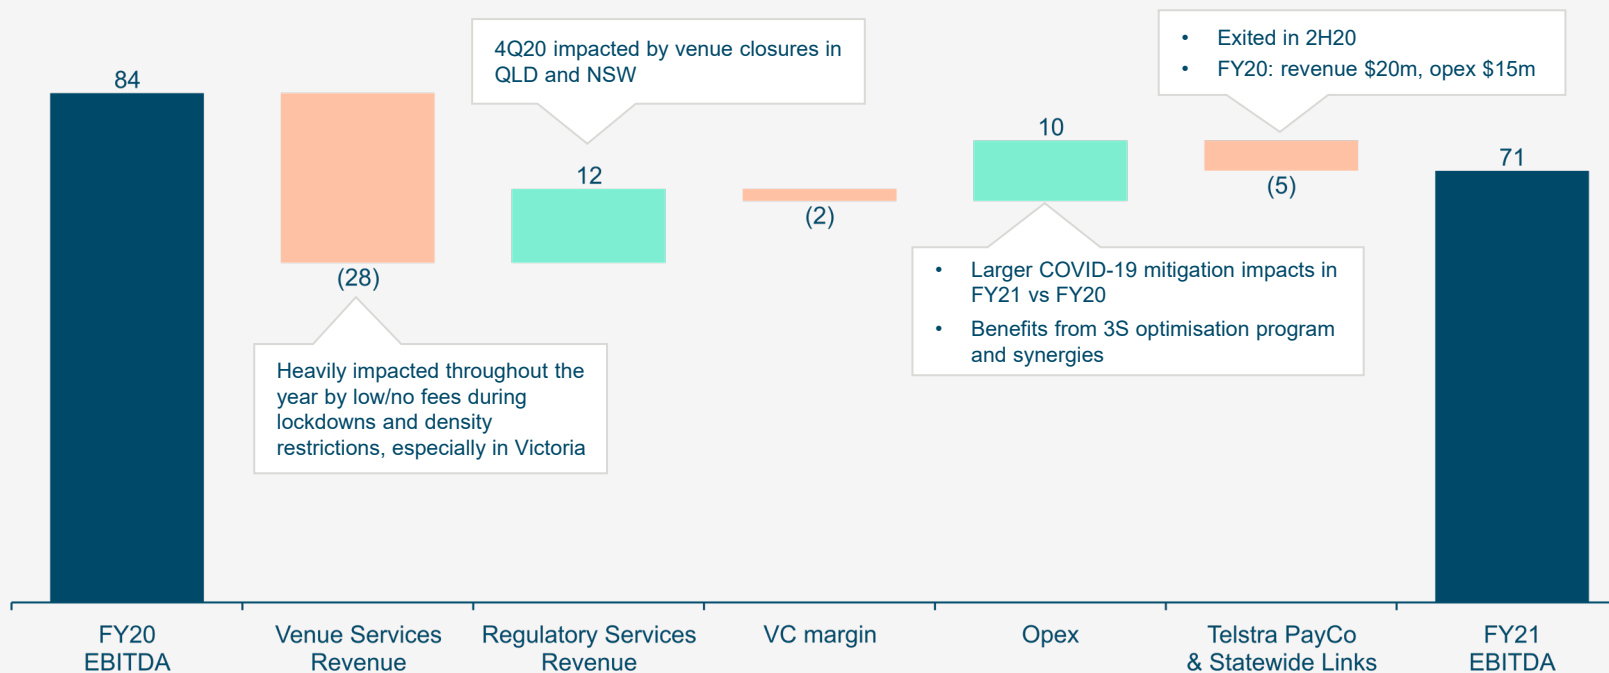 84
(28)
Heavily impacted throughout the
year by low/no fees during
lockdowns and density
restrictions, especially in Victoria
4Q20 impacted by venue closures in
QLD and NSW
12
(2)
10
• Larger COVID-19 mitigation impacts in
FY21 vs FY20
• Benefits from 3S optimisation program
and synergies
• Exited in 2H20
• FY20: revenue $20m, opex $15m
(5)
71
FY20
EBITDA
Venue Services
Revenue
Regulatory Services
Revenue
VC margin
Opex
Telstra PayCo
& Statewide Links
FY21
EBITDA